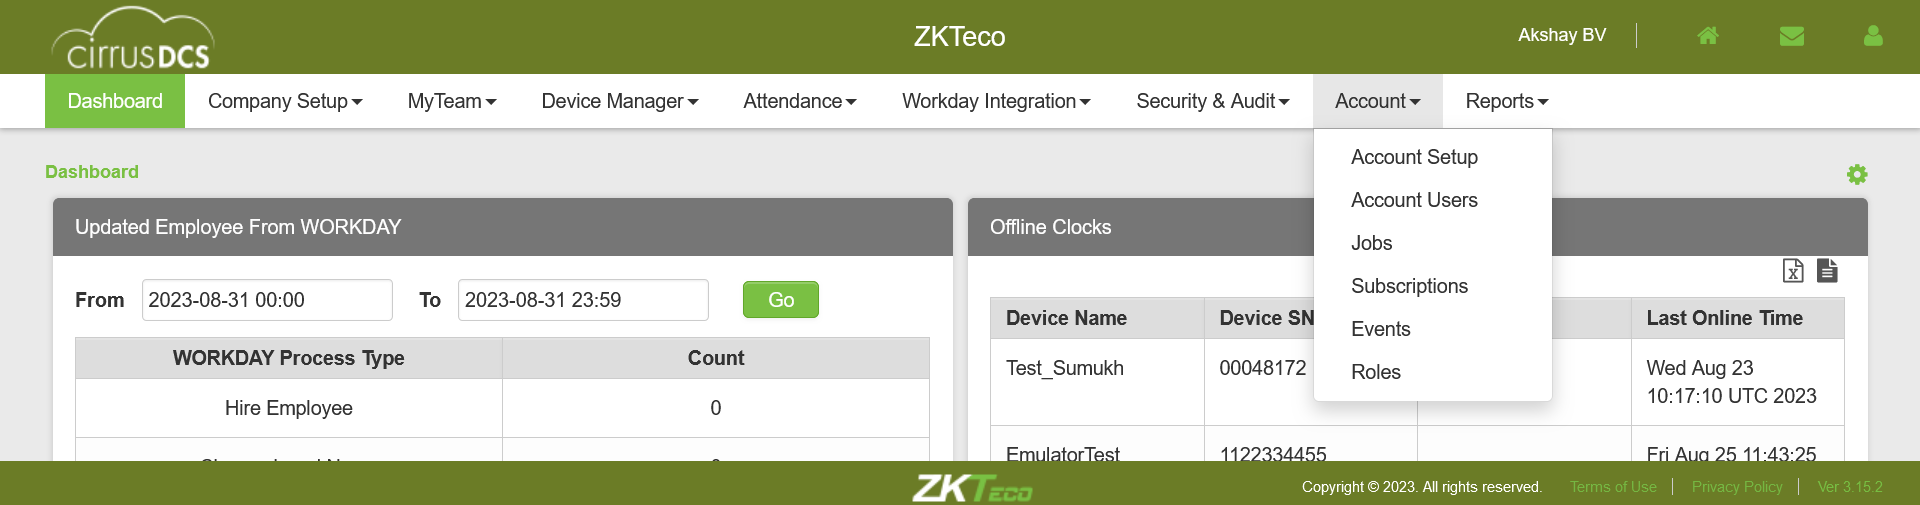 cirrusDCS
ZKTeco
Akshay BV
Dashboard
Company Setup
MyTeam
Device Manager
Attendance
Workday Integration
Security & Audit
Account
Reports
Account Setup
Account Users
Jobs
Subscriptions
Events
Roles
Dashboard
Updated Employee From WORKDAY
From
2023-08-31 00:00
To
2023-08-31 23:59
Go
WORKDAY Process Type
Count
Hire Employee
0
Offline Clocks
Device Name
Device SN
Last Online Time
Test_Sumukh
00048172
Wed Aug 23
10:17:10 UTC 2023
EmulatorTest
1122334455
Fri Aug 25 11:43:25
ZKTeco
Copyright © 2023. All rights reserved.
Terms of Use
Privacy Policy
Ver 3.15.2